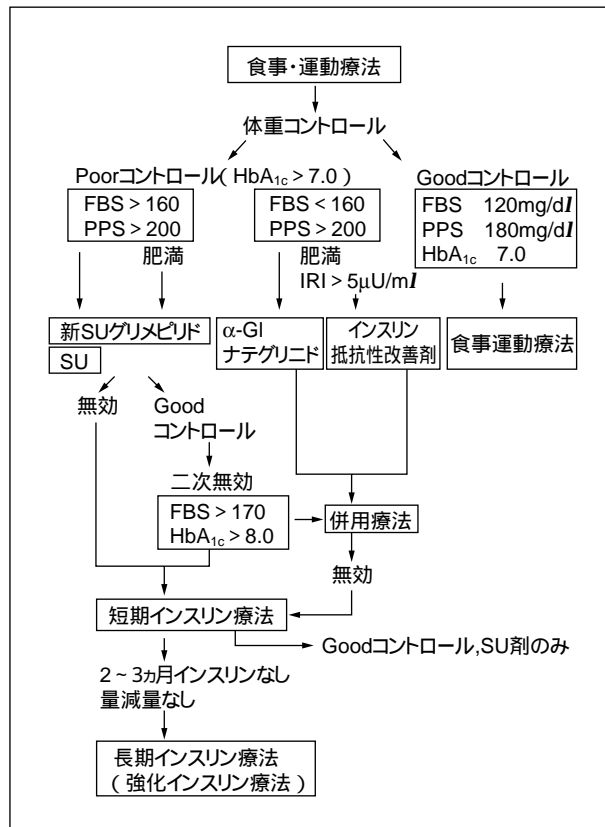 食事・運動療法
体重コントロール
Poorコントロール(HbA1c > 7.0)
FBS > 160
PPS > 200
肥満
FBS < 160
PPS > 200
肥満
IRI > 5μU/ml
Goodコントロール
FBS 120mg/dl
PPS 180mg/dl
HbA1c 7.0
新SUグリメピリド
SU
α-GI
ナテグリニド
インスリン
抵抗性改善剤
食事運動療法
無効
Good
コントロール
二次無効
FBS > 170
HbA1c > 8.0
併用療法
無効
短期インスリン療法
Goodコントロール,SU剤のみ
2~3ヵ月インスリンなし
量減量なし
長期インスリン療法
(強化インスリン療法)